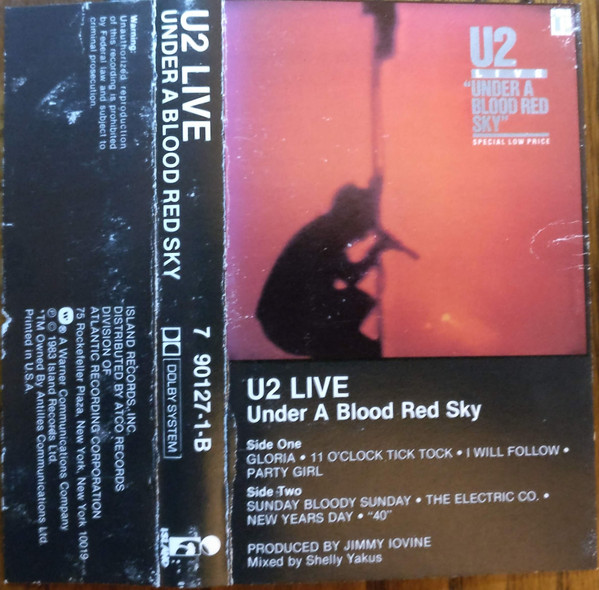 Warning:
Unauthorized reproduction
of this recording is prohibited
by Federal law and subject to
criminal prosecution.
ISLAND RECORDS, INC.
DISTRIBUTED BY ATCO RECORDS
DIVISION OF
ATLANTIC RECORDING CORPORATION
75 Rockefeller Plaza, New York, New York 10019
® A Warner Communications Company
℗ © 1983 Island Records Ltd.
*TM Owned By Antilles Communications Ltd.
Printed in U.S.A.
U2 LIVE
UNDER A BLOOD RED SKY
7 90127-1-B
DOLBY SYSTEM
ISLAND
U2
LIVE
"UNDER A
BLOOD RED
SKY"
SPECIAL LOW PRICE
U2 LIVE
Under A Blood Red Sky
Side One
GLORIA • 11 O'CLOCK TICK TOCK • I WILL FOLLOW •
PARTY GIRL
Side Two
SUNDAY BLOODY SUNDAY • THE ELECTRIC CO. •
NEW YEARS DAY • "40"
PRODUCED BY JIMMY IOVINE
Mixed by Shelly Yakus